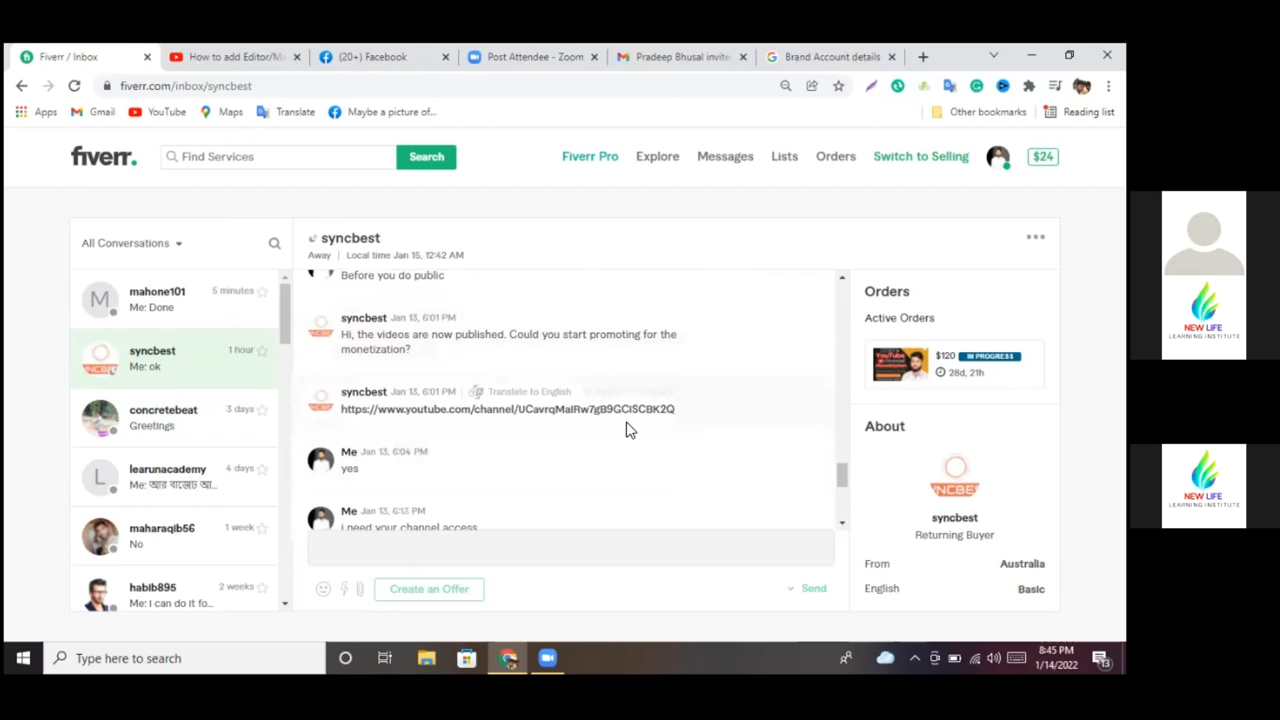 Fiverr / Inbox
How to add Editor/Ma
(20+) Facebook
Post Attendee - Zoom
Pradeep Bhusal invite
Brand Account details
fiverr.com/inbox/syncbest
Apps
Gmail
YouTube
Maps
Translate
Maybe a picture of...
Other bookmarks
Reading list
fiverr.
Find Services
Search
Fiverr Pro
Explore
Messages
Lists
Orders
Switch to Selling
$24
All Conversations
mahone101
5 minutes
Me: Done
syncbest
1 hour
Me: ok
concretebeat
3 days
Greetings
learunacademy
4 days
Me: আর বাজেট আ...
maharaqib56
1 week
No
habib895
2 weeks
Me: I can do it fo...
syncbest
Away | Local time Jan 15, 12:42 AM
Before you do public
syncbest Jan 13, 6:01 PM
Hi, the videos are now published. Could you start promoting for the
monetization?
syncbest Jan 13, 6:01 PM | Translate to English
https://www.youtube.com/channel/UCavrqMaIRw7gB9GCiSCBK2Q
Me Jan 13, 6:04 PM
yes
Me Jan 13, 6:13 PM
i need your channel access
Create an Offer
Send
Orders
Active Orders
YouTube
$120 IN PROGRESS
28d, 21h
About
syncbest
Returning Buyer
From Australia
English Basic
Type here to search
8:45 PM
1/14/2022
13
NEW LIFE
LEARNING INSTITUTE
NEW LIFE
LEARNING INSTITUTE